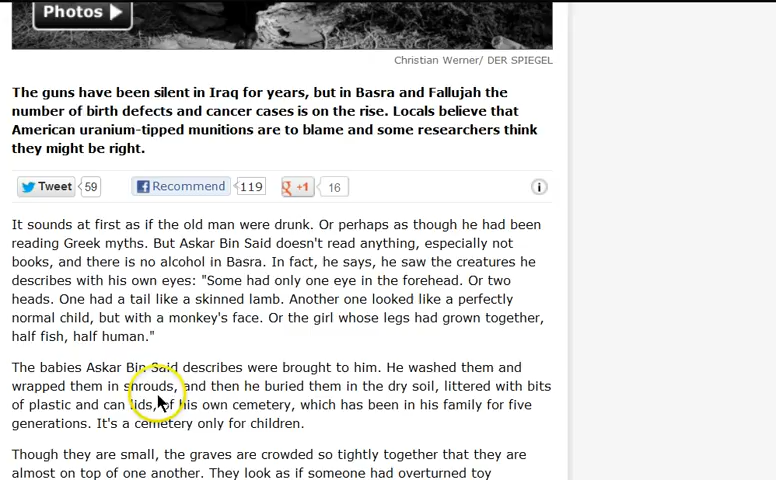 Photos
Christian Werner/ DER SPIEGEL
The guns have been silent in Iraq for years, but in Basra and Fallujah the
number of birth defects and cancer cases is on the rise. Locals believe that
American uranium-tipped munitions are to blame and some researchers think
they might be right.
Tweet 59 Recommend 119 +1 16
It sounds at first as if the old man were drunk. Or perhaps as though he had been
reading Greek myths. But Askar Bin Said doesn't read anything, especially not
books, and there is no alcohol in Basra. In fact, he says, he saw the creatures he
describes with his own eyes: "Some had only one eye in the forehead. Or two
heads. One had a tail like a skinned lamb. Another one looked like a perfectly
normal child, but with a monkey's face. Or the girl whose legs had grown together,
half fish, half human."
The babies Askar Bin Said describes were brought to him. He washed them and
wrapped them in shrouds, and then he buried them in the dry soil, littered with bits
of plastic and can lids, of his own cemetery, which has been in his family for five
generations. It's a cemetery only for children.
Though they are small, the graves are crowded so tightly together that they are
almost on top of one another. They look as if someone had overturned toy